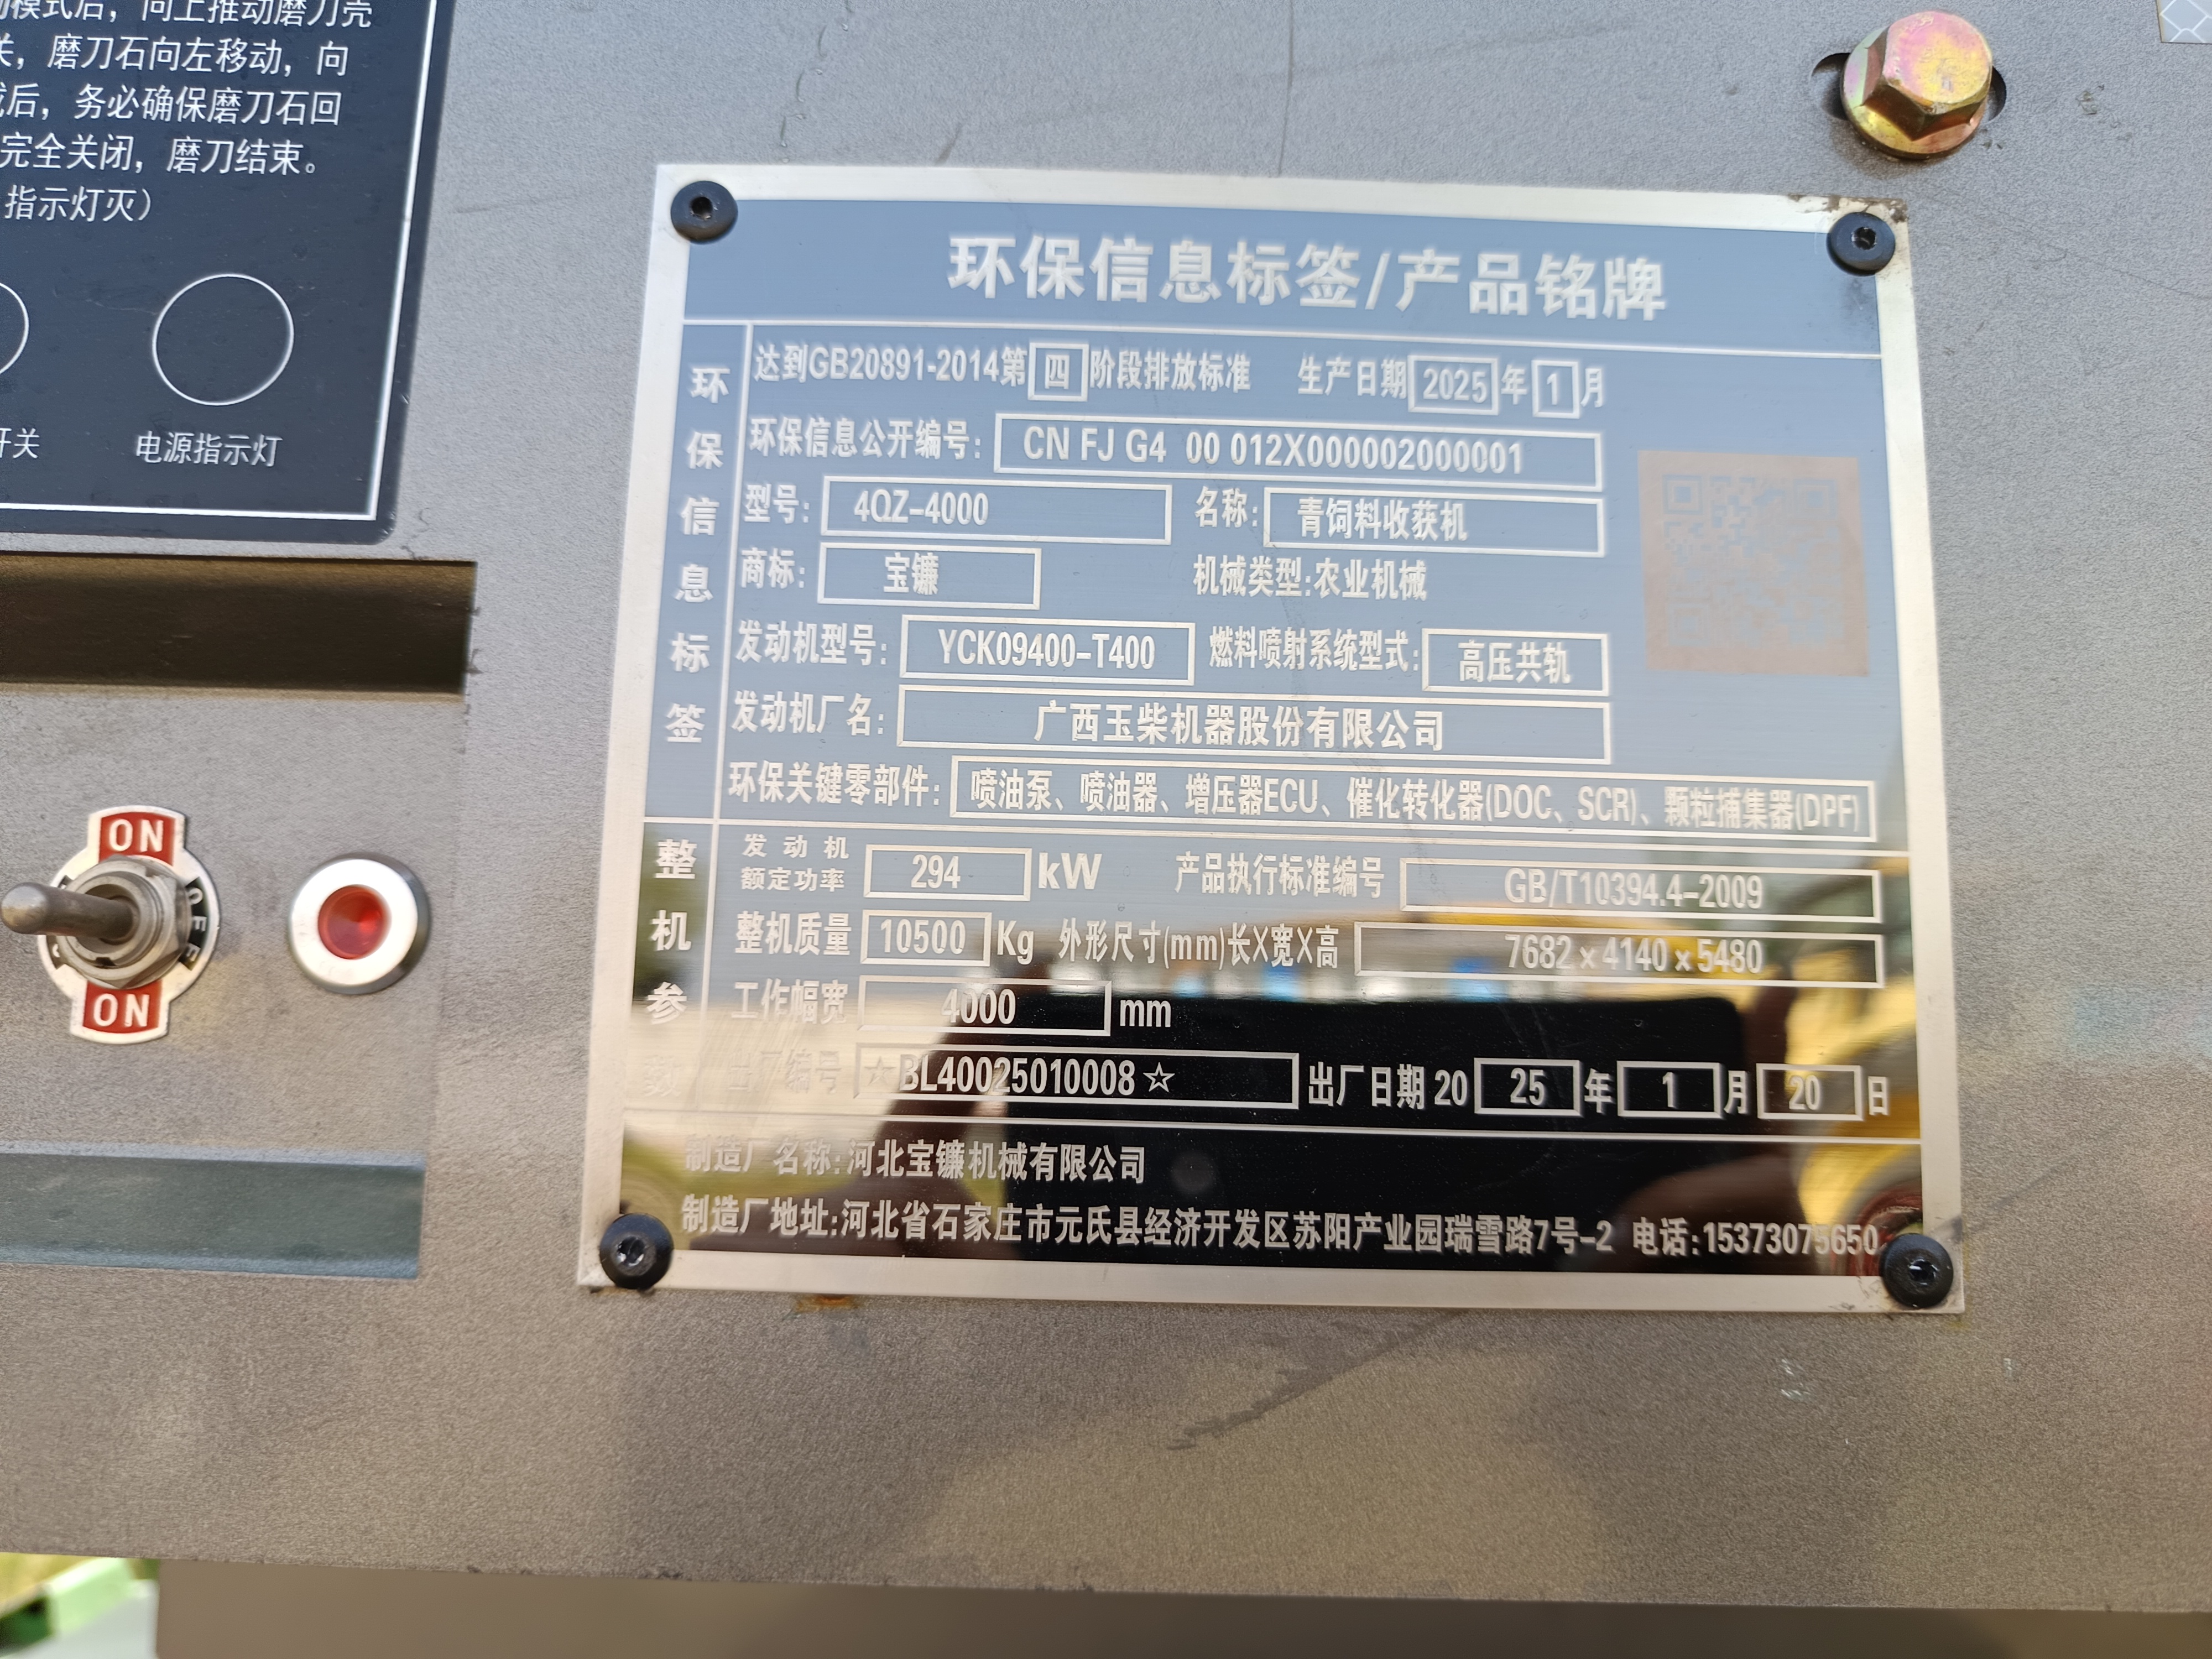 模式后，向上推动磨刀壳
关，磨刀石向左移动，向
后，务必确保磨刀石回
完全关闭，磨刀结束。
指示灯灭）
开关
电源指示灯
ON
OFF
ON
环保信息标签/产品铭牌
环保信息标签
达到GB20891-2014第四阶段排放标准 生产日期2025年1月
环保信息公开编号: CN FJ G4 00 012X000002000001
型号: 4QZ-4000 名称: 青饲料收获机
商标: 宝镰 机械类型:农业机械
发动机型号: YCK09400-T400 燃料喷射系统型式: 高压共轨
发动机厂名: 广西玉柴机器股份有限公司
环保关键零部件: 喷油泵、喷油器、增压器ECU、催化转化器(DOC、SCR)、颗粒捕集器(DPF)
整机参数
发动机额定功率 294 kW 产品执行标准编号 GB/T10394.4-2009
整机质量 10500 Kg 外形尺寸(mm)长X宽X高 7682×4140×5480
工作幅宽 4000 mm
出厂编号 ☆BL40025010008☆ 出厂日期 2025年1月20日
制造厂名称:河北宝镰机械有限公司
制造厂地址:河北省石家庄市元氏县经济开发区苏阳产业园瑞雪路7号-2 电话:15373075650